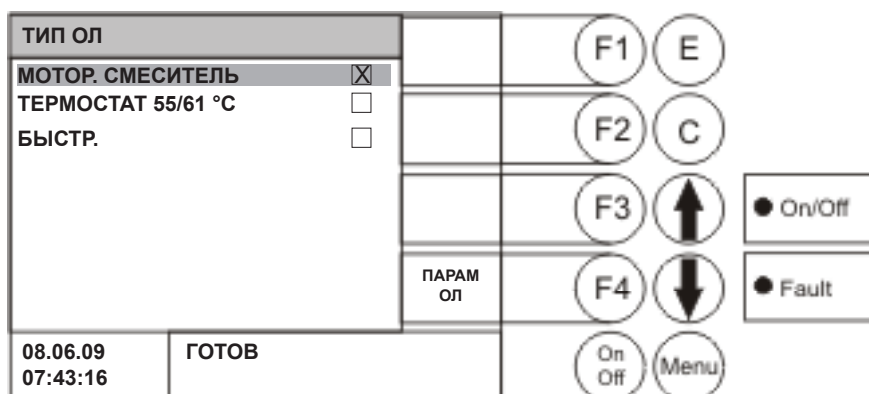 ТИП ОЛ
МОТОР. СМЕСИТЕЛЬ X
ТЕРМОСТАТ 55/61 °C
БЫСТР.
ПАРАМ
ОЛ
08.06.09
07:43:16
ГОТОВ
F1
E
F2
C
F3
On/Off
F4
Fault
On
Off
Menu